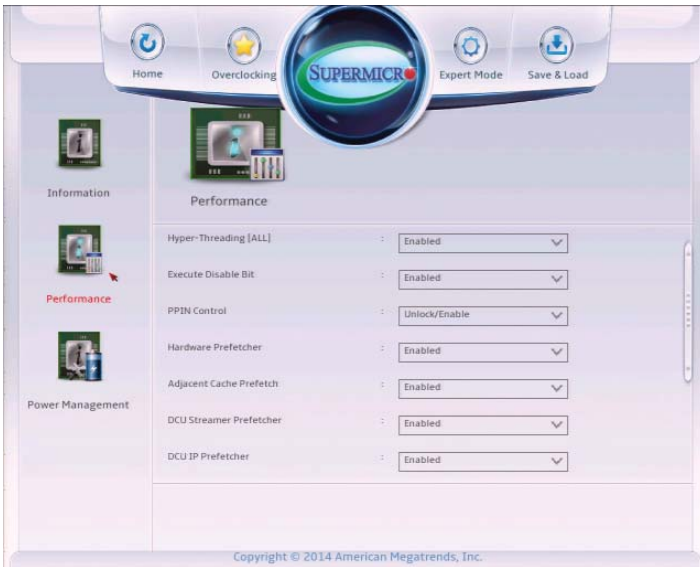 Home
Overclocking
SUPERMICRO
Expert Mode
Save & Load
Information
Performance
Power Management
Performance
Hyper-Threading [ALL] : Enabled
Execute Disable Bit : Enabled
PPIN Control : Unlock/Enable
Hardware Prefetcher : Enabled
Adjacent Cache Prefetch : Enabled
DCU Streamer Prefetcher : Enabled
DCU IP Prefetcher : Enabled
Copyright © 2014 American Megatrends, Inc.